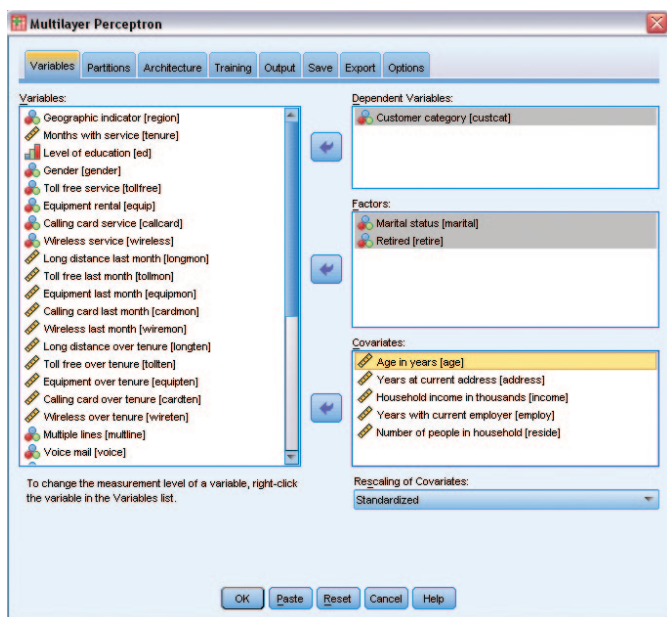 Multilayer Perceptron
Variables Partitions Architecture Training Output Save Export Options
Variables:
Geographic indicator [region]
Months with service [tenure]
Level of education [ed]
Gender [gender]
Toll free service [tollfree]
Equipment rental [equip]
Calling card service [callcard]
Wireless service [wireless]
Long distance last month [longmon]
Toll free last month [tollmon]
Equipment last month [equipmon]
Calling card last month [cardmon]
Wireless last month [wiremon]
Long distance over tenure [longten]
Toll free over tenure [tollten]
Equipment over tenure [equipten]
Calling card over tenure [cardten]
Wireless over tenure [wireten]
Multiple lines [multline]
Voice mail [voice]
To change the measurement level of a variable, right-click
the variable in the Variables list.
Dependent Variables:
Customer category [custcat]
Factors:
Marital status [marital]
Retired [retire]
Covariates:
Age in years [age]
Years at current address [address]
Household income in thousands [income]
Years with current employer [employ]
Number of people in household [reside]
Rescaling of Covariates:
Standardized
OK Paste Reset Cancel Help